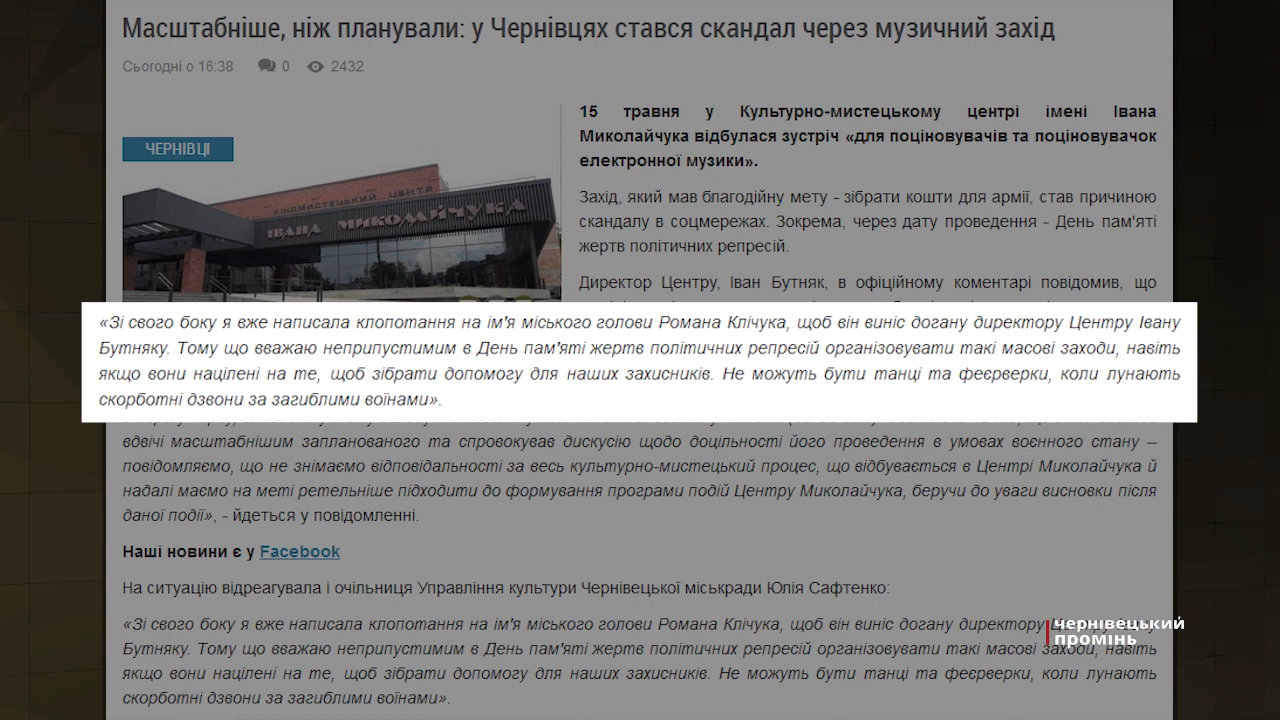 Масштабніше, ніж планували: у Чернівцях стався скандал через музичний захід
Сьогодні о 16:38 0 2432
ЧЕРНІВЦІ
КІНОМИСТЕЦЬКИЙ ЦЕНТР
ІВАНА МИКОЛАЙЧУКА
15 травня у Культурно-мистецькому центрі імені Івана
Миколайчука відбулася зустріч «для поціновувачів та поціновувачок
електронної музики».
Захід, який мав благодійну мету - зібрати кошти для армії, став причиною
скандалу в соцмережах. Зокрема, через дату проведення - День пам'яті
жертв політичних репресій.
Директор Центру, Іван Бутняк, в офіційному коментарі повідомив, що
«Зі свого боку я вже написала клопотання на ім'я міського голови Романа Клічука, щоб він виніс догану директору Центру Івану
Бутняку. Тому що вважаю неприпустимим в День пам'яті жертв політичних репресій організовувати такі масові заходи, навіть
якщо вони націлені на те, щоб зібрати допомогу для наших захисників. Не можуть бути танці та феєрверки, коли лунають
скорботні дзвони за загиблими воїнами».
вдвічі масштабнішим запланованого та спровокував дискусію щодо доцільності його проведення в умовах воєнного стану –
повідомляємо, що не знімаємо відповідальності за весь культурно-мистецький процес, що відбувається в Центрі Миколайчука й
надалі маємо на меті ретельніше підходити до формування програми подій Центру Миколайчука, беручи до уваги висновки після
даної події», - йдеться у повідомленні.
Наші новини є у Facebook
На ситуацію відреагувала і очільниця Управління культури Чернівецької міськради Юлія Сафтенко:
«Зі свого боку я вже написала клопотання на ім'я міського голови Романа Клічука, щоб він виніс догану директору
Бутняку. Тому що вважаю неприпустимим в День пам'яті жертв політичних репресій організовувати такі масові заходи, навіть
якщо вони націлені на те, щоб зібрати допомогу для наших захисників. Не можуть бути танці та феєрверки, коли лунають
скорботні дзвони за загиблими воїнами».
чернівецький
промінь